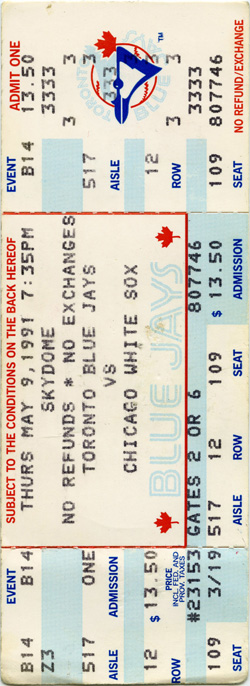 ADMIT ONE
13.50
3333
3
3
3333
3
3
807746
NO REFUND/EXCHANGE
TORONTO
BLUE JAYS
TM
EVENT B14
517 AISLE
12 ROW
109 SEAT
SUBJECT TO THE CONDITIONS ON THE BACK HEREOF
THURS MAY 9,1991 7:35PM
SKYDOME
NO REFUNDS * NO EXCHANGES
TORONTO BLUE JAYS
VS
CHICAGO WHITE SOX
BLUE JAYS
GATES 2 OR 6
807746
$ 13.50 ADMISSION
109 SEAT
12 ROW
517 AISLE
EVENT B14
B14
Z3
ONE ADMISSION
517 AISLE
$ 13.50 PRICE
INCL. FED. AND
PROV. TAXES
12 ROW
#23153
3/19
109 SEAT